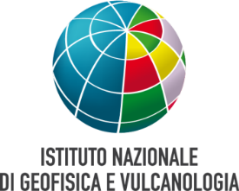 ISTITUTO NAZIONALE
DI GEOFISICA E VULCANOLOGIA